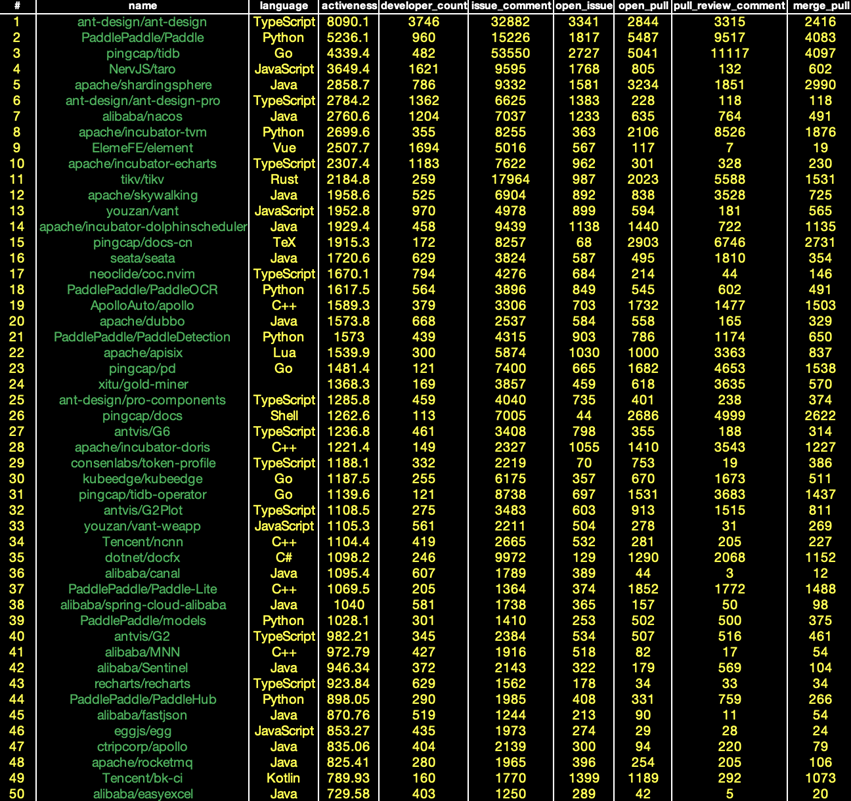 # name language activeness developer_count issue_comment open_issue open_pull pull_review_comment merge_pull
1 ant-design/ant-design TypeScript 8090.1 3746 32882 3341 2844 3315 2416
2 PaddlePaddle/Paddle Python 5236.1 960 15226 1817 5487 9517 4083
3 pingcap/tidb Go 4339.4 482 53550 2727 5041 11117 4097
4 NervJS/taro JavaScript 3649.4 1621 9595 1768 805 132 602
5 apache/shardingsphere Java 2858.7 786 9332 1581 3234 1851 2990
6 ant-design/ant-design-pro TypeScript 2784.2 1362 6625 1383 228 118 118
7 alibaba/nacos Java 2760.6 1204 7037 1233 635 764 491
8 apache/incubator-tvm Python 2699.6 355 8255 363 2106 8526 1876
9 ElemeFE/element Vue 2507.7 1694 5016 567 117 7 19
10 apache/incubator-echarts TypeScript 2307.4 1183 7622 962 301 328 230
11 tikv/tikv Rust 2184.8 259 17964 987 2023 5588 1531
12 apache/skywalking Java 1958.6 525 6904 892 838 3528 725
13 youzan/vant JavaScript 1952.8 970 4978 899 594 181 565
14 apache/incubator-dolphinscheduler Java 1929.4 458 9439 1138 1440 722 1135
15 pingcap/docs-cn TeX 1915.3 172 8257 68 2903 6746 2731
16 seata/seata Java 1720.6 629 3824 587 495 1810 354
17 neoclide/coc.nvim TypeScript 1670.1 794 4276 684 214 44 146
18 PaddlePaddle/PaddleOCR Python 1617.5 564 3896 849 545 602 491
19 ApolloAuto/apollo C++ 1589.3 379 3306 703 1732 1477 1503
20 apache/dubbo Java 1573.8 668 2537 584 558 165 329
21 PaddlePaddle/PaddleDetection Python 1573 439 4315 903 786 1174 650
22 apache/apisix Lua 1539.9 300 5874 1030 1000 3363 837
23 pingcap/pd Go 1481.4 121 7400 665 1682 4653 1538
24 xitu/gold-miner 1368.3 169 3857 459 618 3635 570
25 ant-design/pro-components TypeScript 1285.8 459 4040 735 401 238 374
26 pingcap/docs Shell 1262.6 113 7005 44 2686 4999 2622
27 antvis/G6 TypeScript 1236.8 461 3408 798 355 188 314
28 apache/incubator-doris C++ 1221.4 149 2327 1055 1410 3543 1227
29 consenlabs/token-profile TypeScript 1188.1 332 2219 70 753 19 386
30 kubeedge/kubeedge Go 1187.5 255 6175 357 670 1673 511
31 pingcap/tidb-operator Go 1139.6 121 8738 697 1531 3683 1437
32 antvis/G2Plot TypeScript 1108.5 275 3483 603 913 1515 811
33 youzan/vant-weapp JavaScript 1105.3 561 2211 504 278 31 269
34 Tencent/ncnn C++ 1104.4 419 2665 532 281 205 227
35 dotnet/docfx C# 1098.2 246 9972 129 1290 2068 1152
36 alibaba/canal Java 1095.4 607 1789 389 44 3 12
37 PaddlePaddle/Paddle-Lite C++ 1069.5 205 1364 374 1852 1772 1488
38 alibaba/spring-cloud-alibaba Java 1040 581 1738 365 157 50 98
39 PaddlePaddle/models Python 1028.1 301 1410 253 502 500 375
40 antvis/G2 TypeScript 982.21 345 2384 534 507 516 461
41 alibaba/MNN C++ 972.79 427 1916 518 82 17 54
42 alibaba/Sentinel Java 946.34 372 2143 322 179 569 104
43 recharts/recharts TypeScript 923.84 629 1562 178 34 33 34
44 PaddlePaddle/PaddleHub Python 898.05 290 1985 408 331 759 266
45 alibaba/fastjson Java 870.76 519 1244 213 90 11 54
46 eggjs/egg JavaScript 853.27 435 1973 274 29 28 24
47 ctripcorp/apollo Java 835.06 404 2139 300 94 220 79
48 apache/rocketmq Java 825.41 280 1965 396 254 205 106
49 Tencent/bk-ci Kotlin 789.93 160 1770 1399 1189 292 1073
50 alibaba/easyexcel Java 729.58 403 1250 289 42 5 20